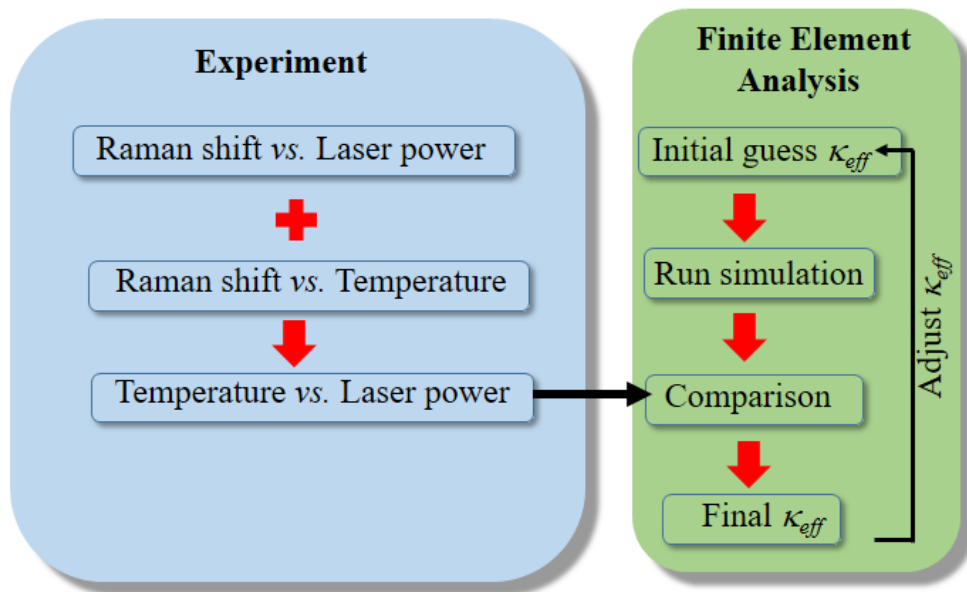 Experiment
Raman shift vs. Laser power
Raman shift vs. Temperature
Temperature vs. Laser power
Finite Element
Analysis
Initial guess κeff
Run simulation
Comparison
Final κeff
Adjust κeff